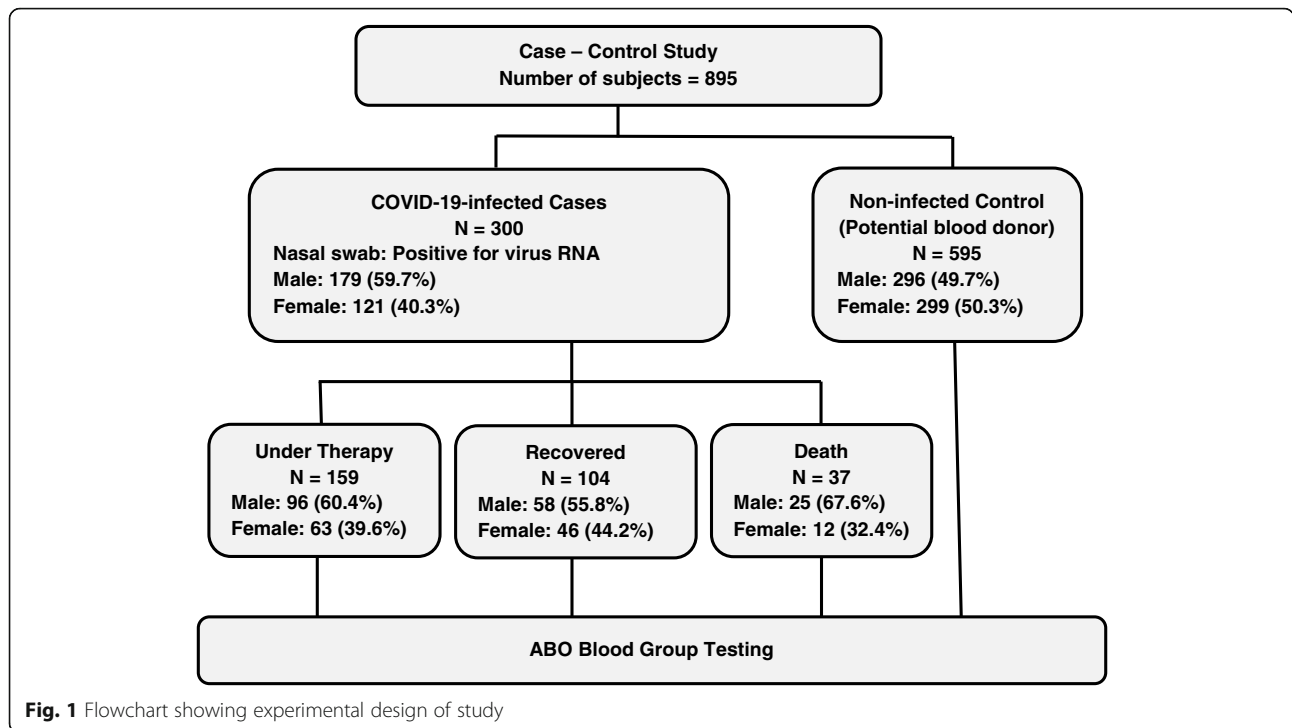 Case – Control Study
Number of subjects = 895
COVID-19-infected Cases
N = 300
Nasal swab: Positive for virus RNA
Male: 179 (59.7%)
Female: 121 (40.3%)
Non-infected Control
(Potential blood donor)
N = 595
Male: 296 (49.7%)
Female: 299 (50.3%)
Under Therapy
N = 159
Male: 96 (60.4%)
Female: 63 (39.6%)
Recovered
N = 104
Male: 58 (55.8%)
Female: 46 (44.2%)
Death
N = 37
Male: 25 (67.6%)
Female: 12 (32.4%)
ABO Blood Group Testing
Fig. 1 Flowchart showing experimental design of study